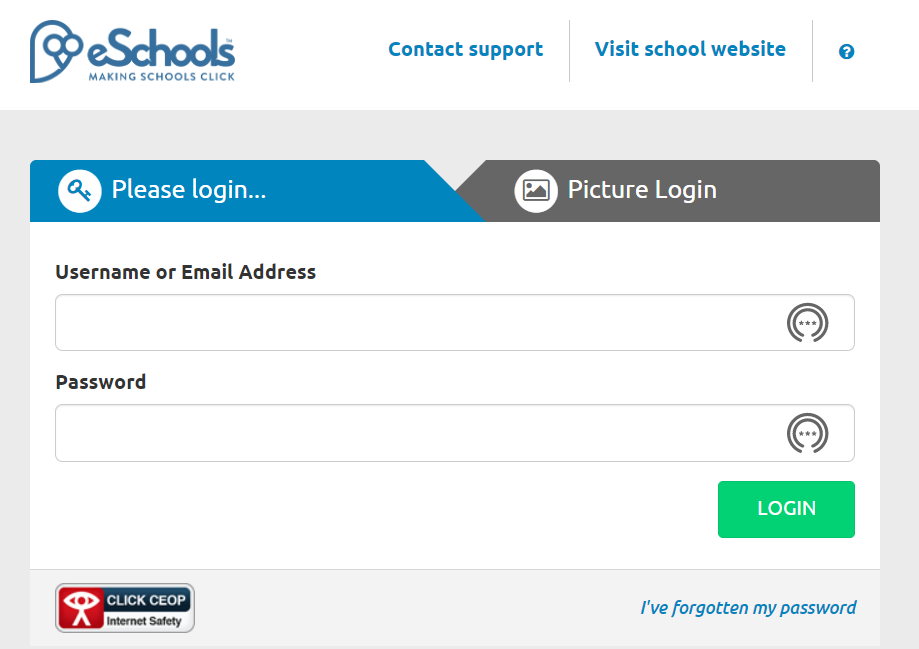 eSchools™
MAKING SCHOOLS CLICK
Contact support
Visit school website
?
Please login...
Picture Login
Username or Email Address
Password
LOGIN
CLICK CEOP
Internet Safety
I've forgotten my password